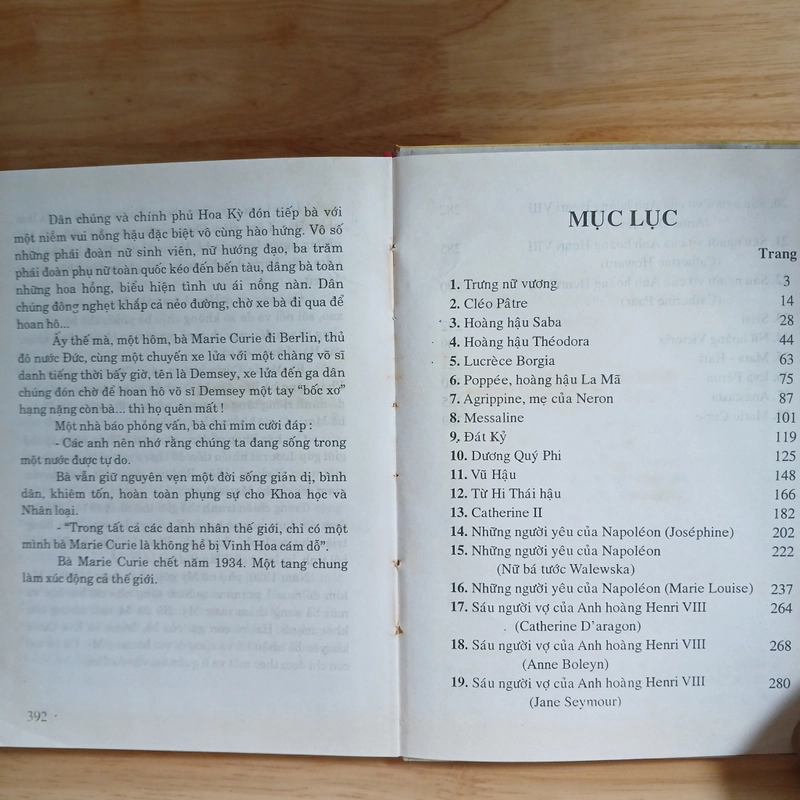 Dân chúng và chính phủ Hoa Kỳ đón tiếp bà với
một niềm vui nồng hậu đặc biệt vô cùng hào hứng. Vô số
những phái đoàn nữ sinh viên, nữ hướng đạo, ba trăm
phái đoàn phụ nữ toàn quốc kéo đến bến tàu, dâng bà toàn
những hoa hồng, biểu hiện tình ưu ái nồng nàn. Dân
chúng đông nghẹt khắp cả nẻo đường, chờ xe bà đi qua để
hoan hô...
Ấy thế mà, một hôm, bà Marie Curie đi Berlin, thủ
đô nước Đức, cùng một chuyến xe lửa với một chàng võ sĩ
danh tiếng thời bấy giờ, tên là Demsey, xe lửa đến ga dân
chúng đón chờ để hoan hô võ sĩ Demsey một tay “bốc xơ”
hạng nặng còn bà... thì họ quên mất !
Một nhà báo phỏng vấn, bà chỉ mỉm cười đáp :
- Các anh nên nhớ rằng chúng ta đang sống trong
một nước được tự do.
Bà vẫn giữ nguyên vẹn một đời sống giản dị, bình
dân, khiêm tốn, hoàn toàn phụng sự cho Khoa học và
Nhân loại.
- “Trong tất cả các danh nhân thế giới, chỉ có một
mình bà Marie Curie là không hề bị Vinh Hoa cám dỗ”.
Bà Marie Curie chết năm 1934. Một tang chung
làm xúc động cả thế giới.
392
MỤC LỤC
Trang
1. Trưng nữ vương 3
2. Cléo Pâtre 14
3. Hoàng hậu Saba 28
4. Hoàng hậu Théodora 44
5. Lucrèce Borgia 63
6. Poppée, hoàng hậu La Mã 75
7. Agrippine, mẹ của Neron 87
8. Messaline 101
9. Đát Kỷ 119
10. Dương Quý Phi 125
11. Vũ Hậu 148
12. Từ Hi Thái hậu 166
13. Catherine II 182
14. Những người yêu của Napoléon (Joséphine) 202
15. Những người yêu của Napoléon 222
(Nữ bá tước Walewska)
16. Những người yêu của Napoléon (Marie Louise) 237
17. Sáu người vợ của Anh hoàng Henri VIII 264
(Catherine D'aragon)
18. Sáu người vợ của Anh hoàng Henri VIII 268
(Anne Boleyn)
19. Sáu người vợ của Anh hoàng Henri VIII 280
(Jane Seymour)